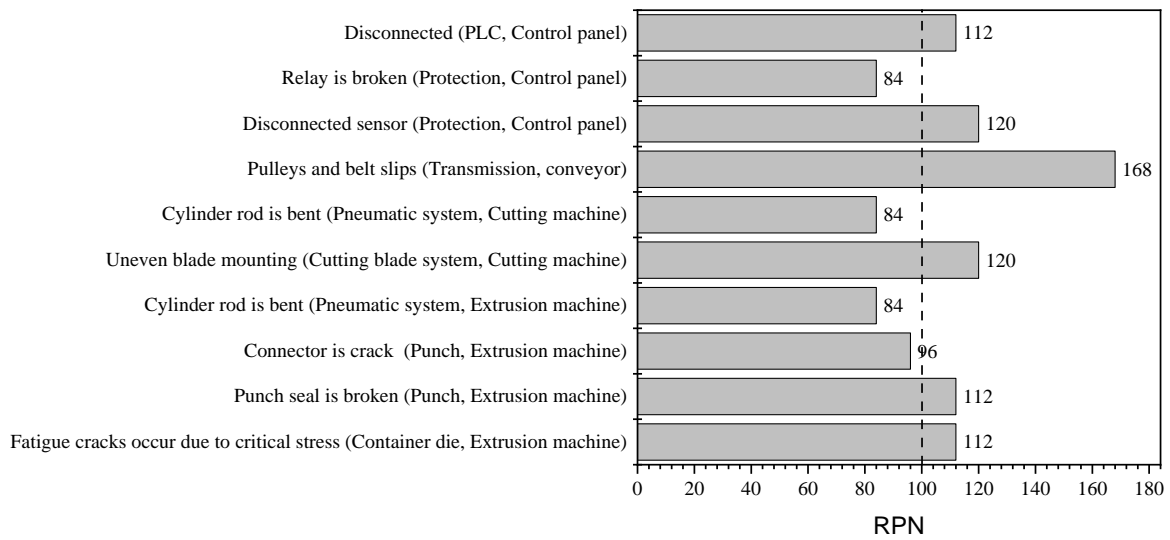 Disconnected (PLC, Control panel) 112
Relay is broken (Protection, Control panel) 84
Disconnected sensor (Protection, Control panel) 120
Pulleys and belt slips (Transmission, conveyor) 168
Cylinder rod is bent (Pneumatic system, Cutting machine) 84
Uneven blade mounting (Cutting blade system, Cutting machine) 120
Cylinder rod is bent (Pneumatic system, Extrusion machine) 84
Connector is crack  (Punch, Extrusion machine) 96
Punch seal is broken (Punch, Extrusion machine) 112
Fatigue cracks occur due to critical stress (Container die, Extrusion machine) 112
0 20 40 60 80 100 120 140 160 180
RPN